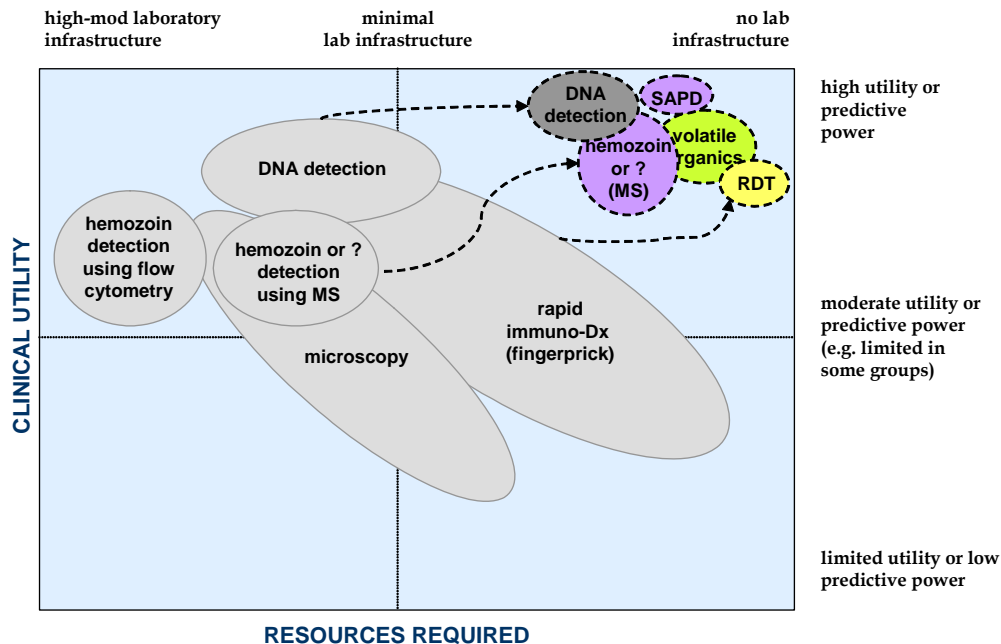 high-mod laboratory
infrastructure
minimal
lab infrastructure
no lab
infrastructure
high utility or
predictive
power
DNA
detection
SAPD
volatile
rganics
hemozoin
or ?
(MS)
RDT
DNA detection
hemozoin
detection
using flow
cytometry
hemozoin or ?
detection
using MS
rapid
immuno-Dx
(fingerprick)
microscopy
moderate utility or
predictive power
(e.g. limited in
some groups)
limited utility or low
predictive power
CLINICAL UTILITY
RESOURCES REQUIRED